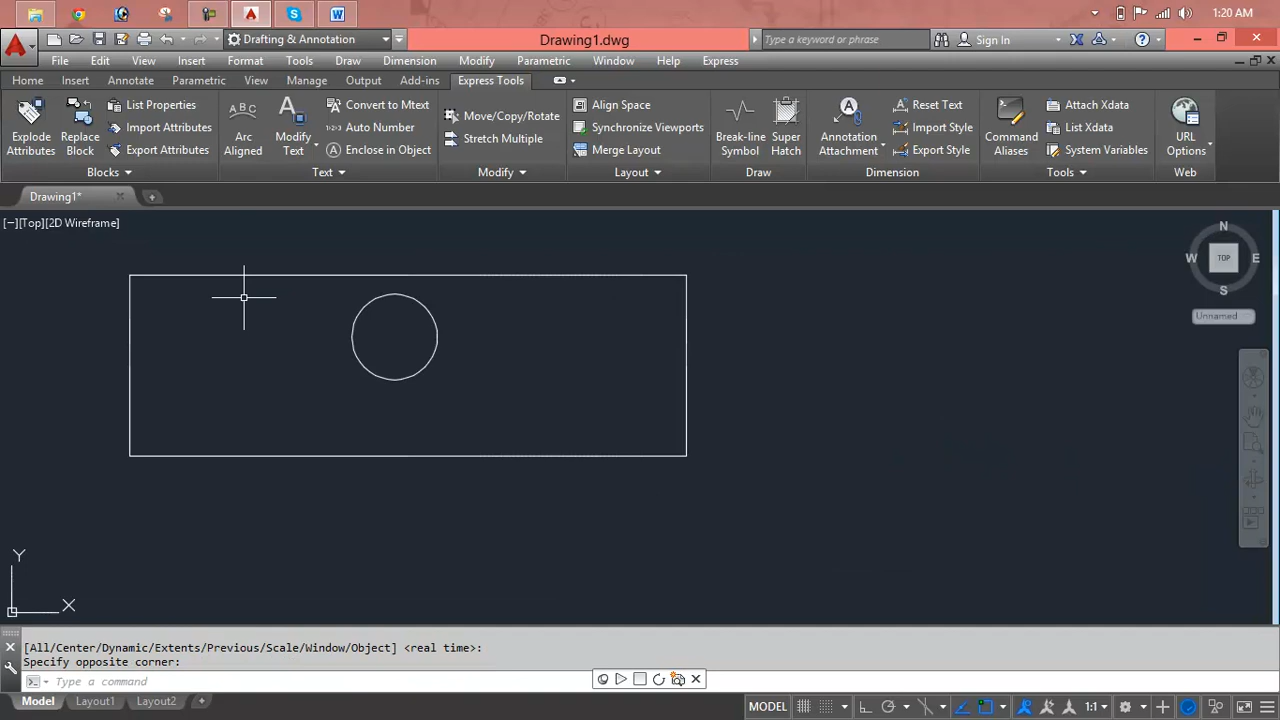 1:20 AM
Drafting & Annotation
Drawing1.dwg
Type a keyword or phrase
Sign In
File Edit View Insert Format Tools Draw Dimension Modify Parametric Window Help Express
Home Insert Annotate Parametric View Manage Output Add-ins Express Tools
Explode Attributes
Replace Block
List Properties
Import Attributes
Export Attributes
Blocks
ABC
Arc Aligned
Modify Text
Convert to Mtext
Auto Number
Enclose in Object
Text
Move/Copy/Rotate
Stretch Multiple
Modify
Align Space
Synchronize Viewports
Merge Layout
Layout
Break-line Symbol
Super Hatch
Draw
Annotation Attachment
Reset Text
Import Style
Export Style
Dimension
Command Aliases
Attach Xdata
List Xdata
System Variables
Tools
URL Options
Web
Drawing1*
[−][Top][2D Wireframe]
N
W TOP E
S
Unnamed
Y
X
[All/Center/Dynamic/Extents/Previous/Scale/Window/Object] <real time>:
Specify opposite corner:
Type a command
Model Layout1 Layout2 +
MODEL
1:1